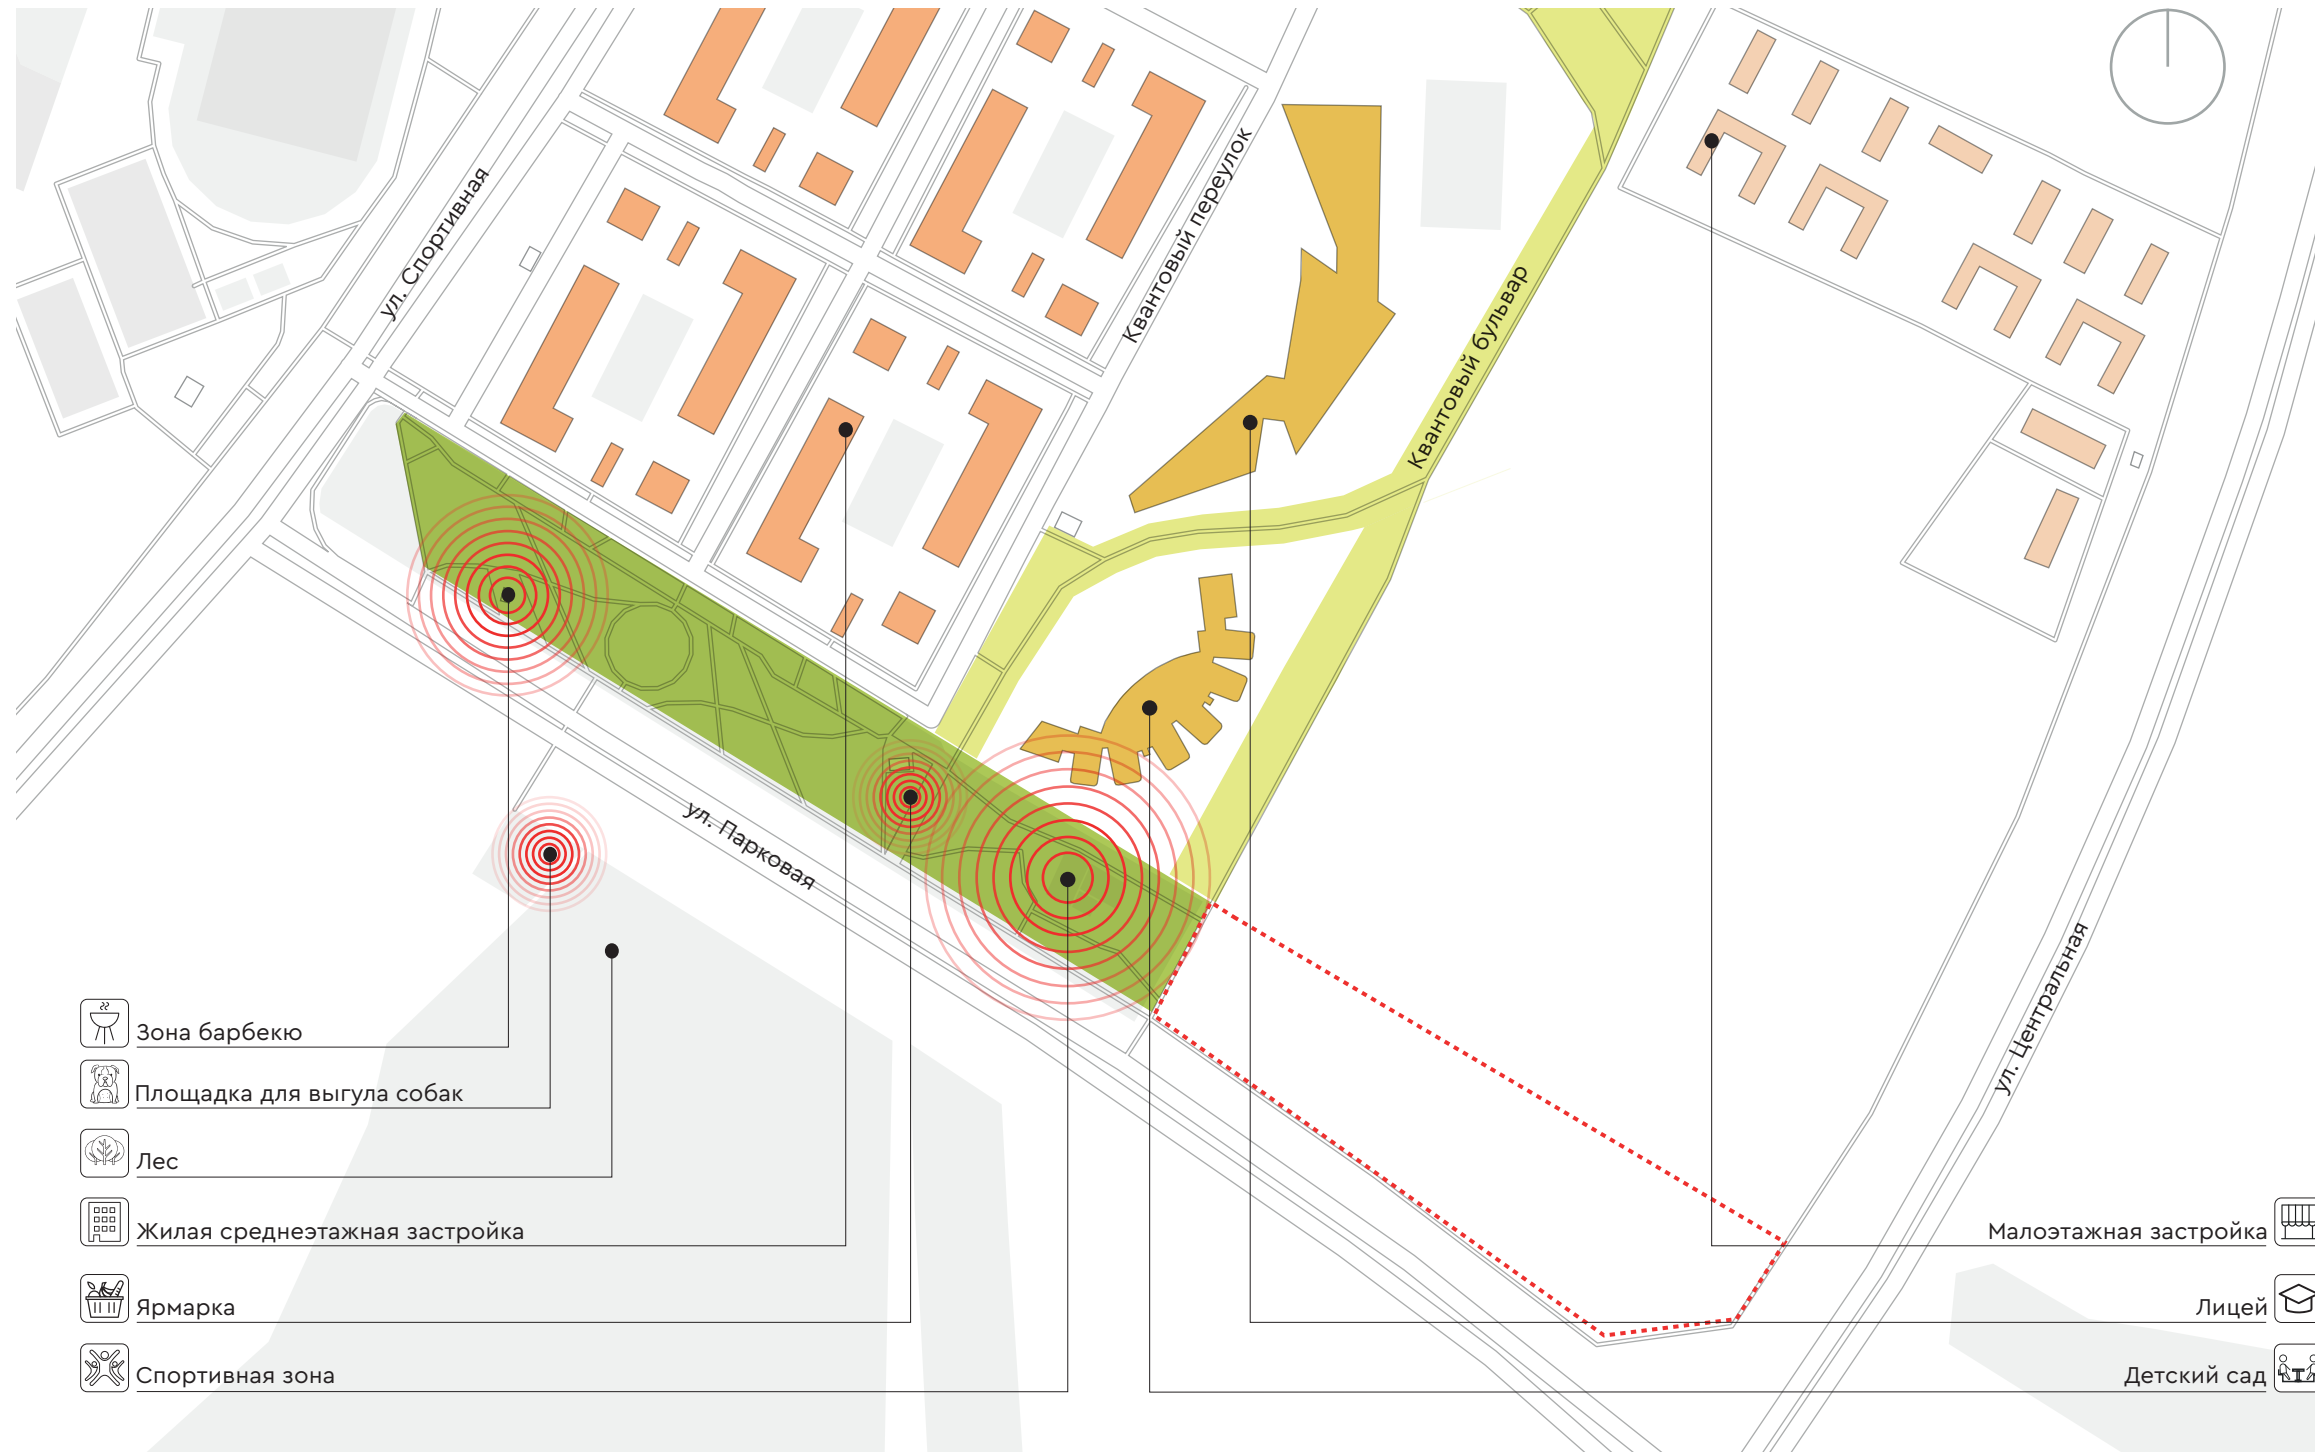 ул. Спортивная
Квантовый переулок
Квантовый бульвар
ул. Парковая
ул. Центральная
Зона барбекю
Площадка для выгула собак
Лес
Жилая среднеэтажная застройка
Ярмарка
Спортивная зона
Малоэтажная застройка
Лицей
Детский сад